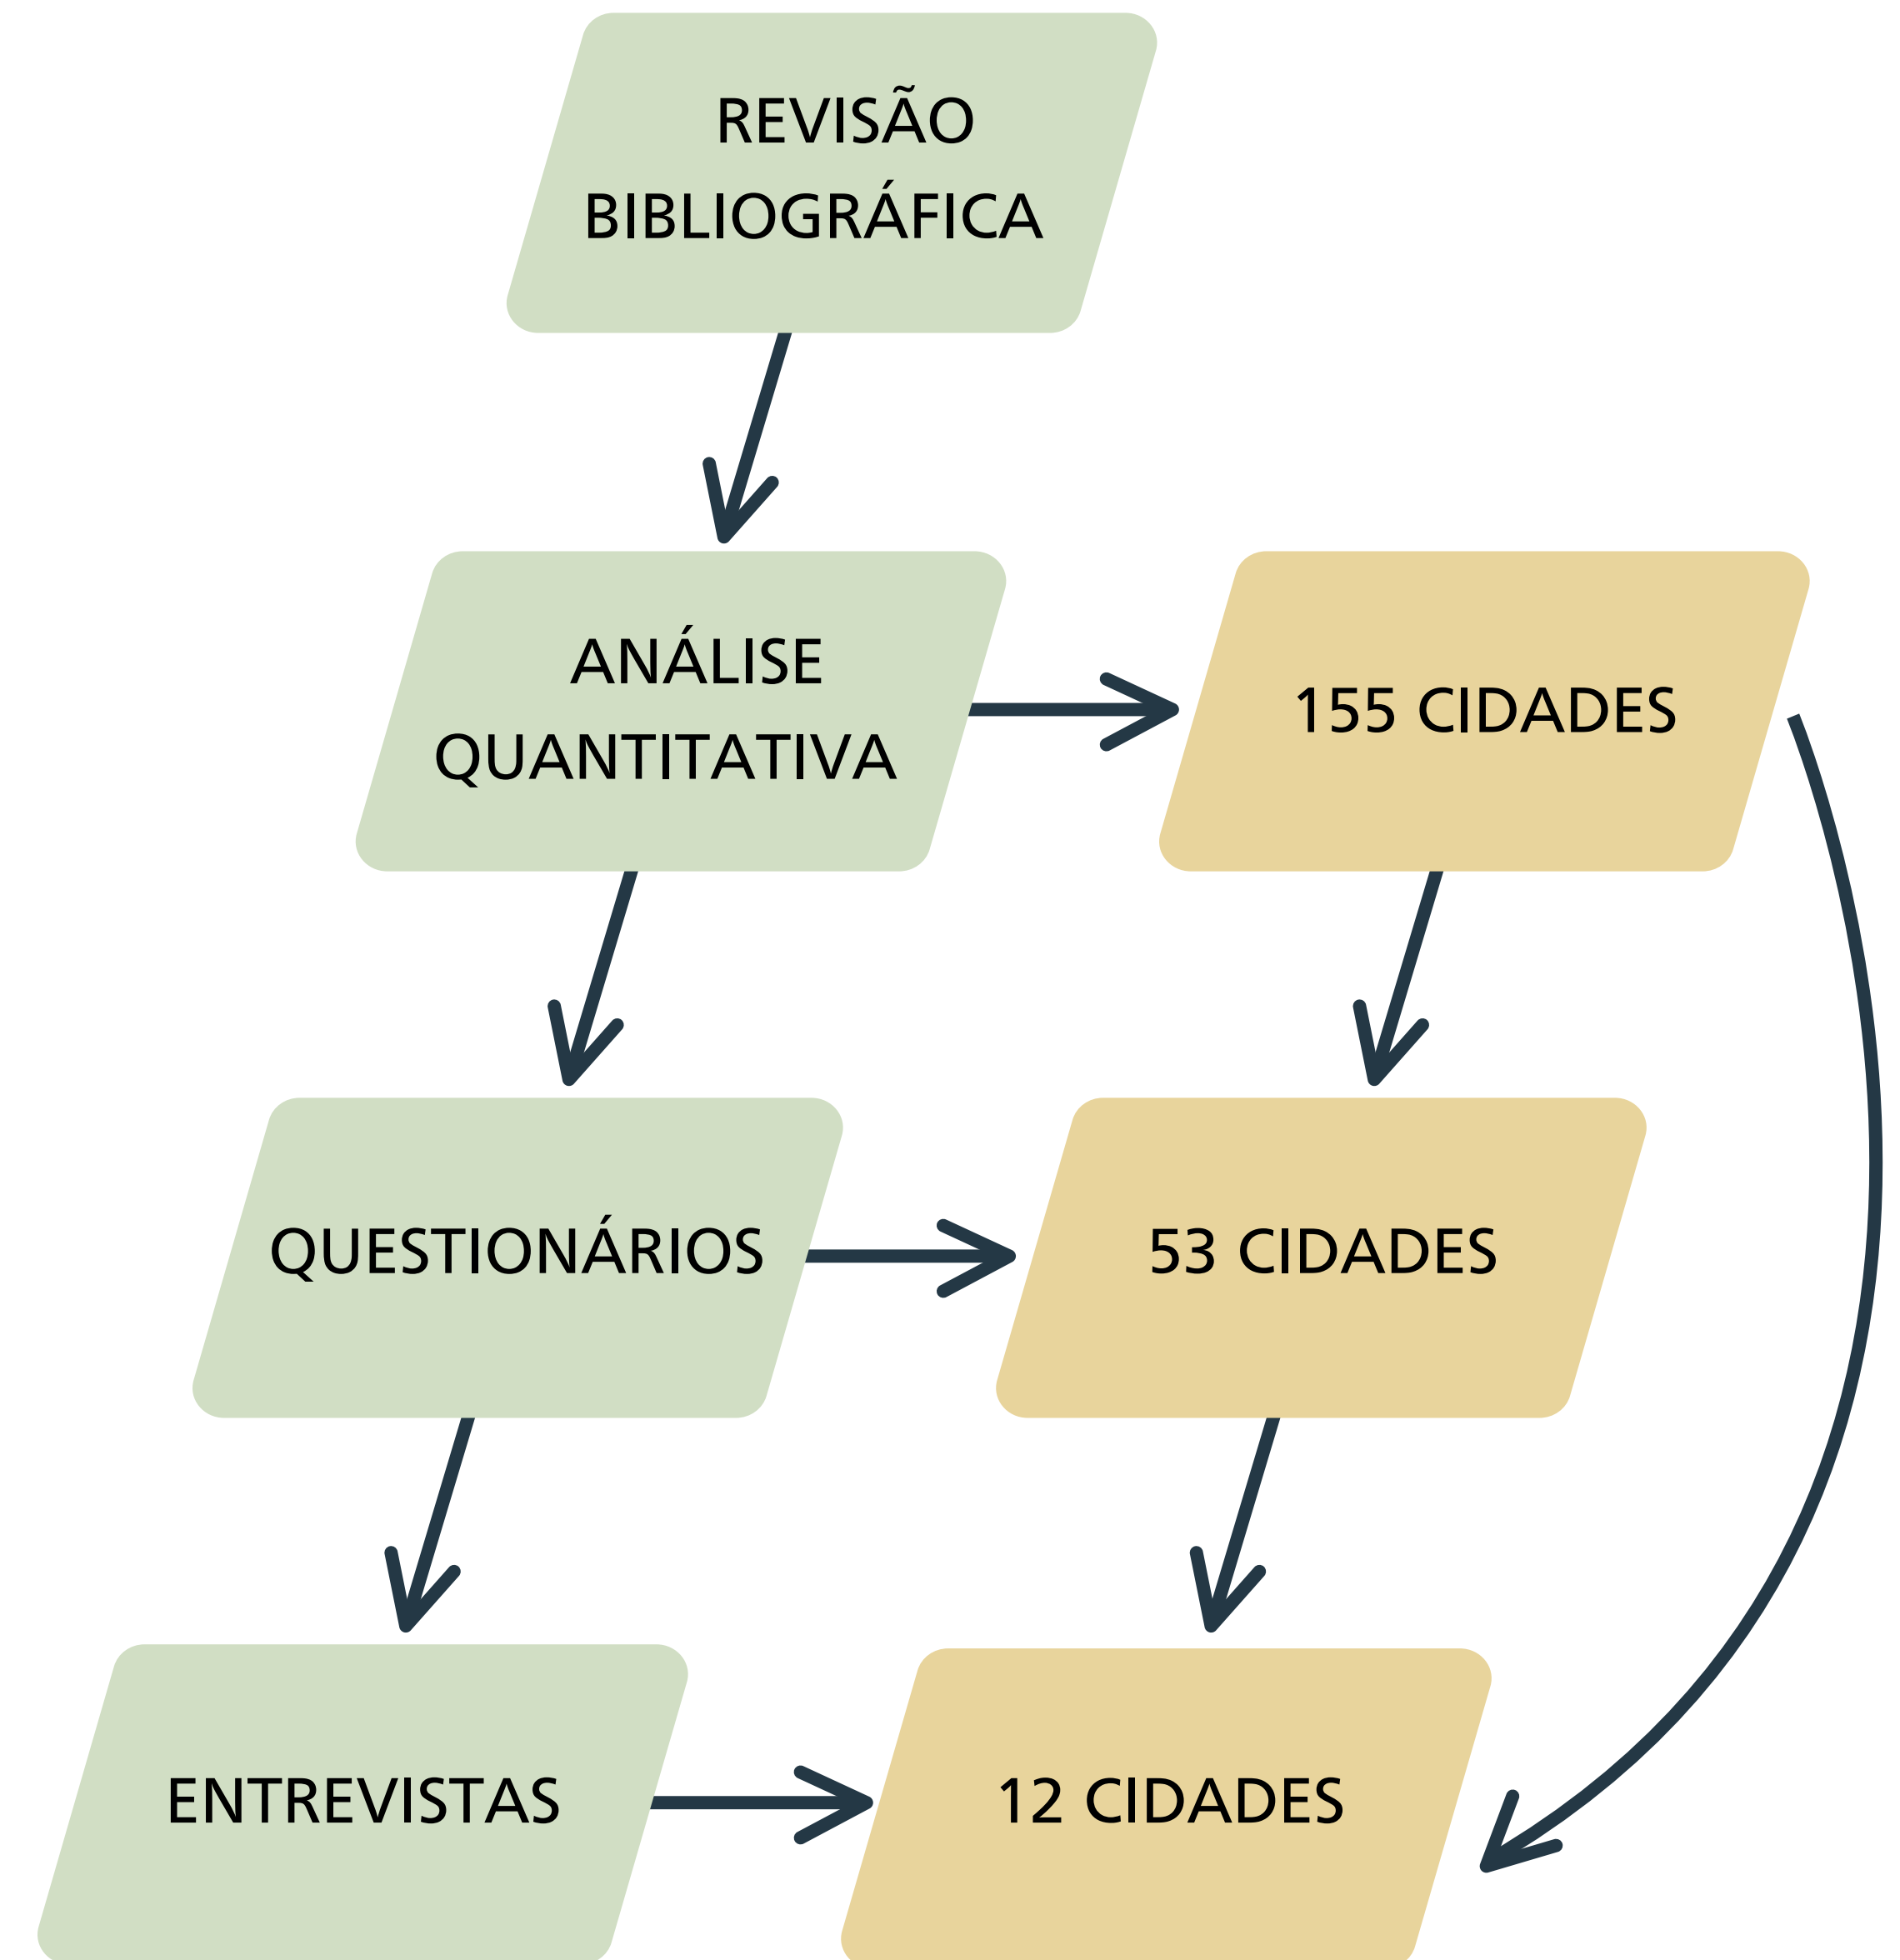 REVISÃO
BIBLIOGRÁFICA
ANÁLISE
QUANTITATIVA
155 CIDADES
QUESTIONÁRIOS
53 CIDADES
ENTREVISTAS
12 CIDADES